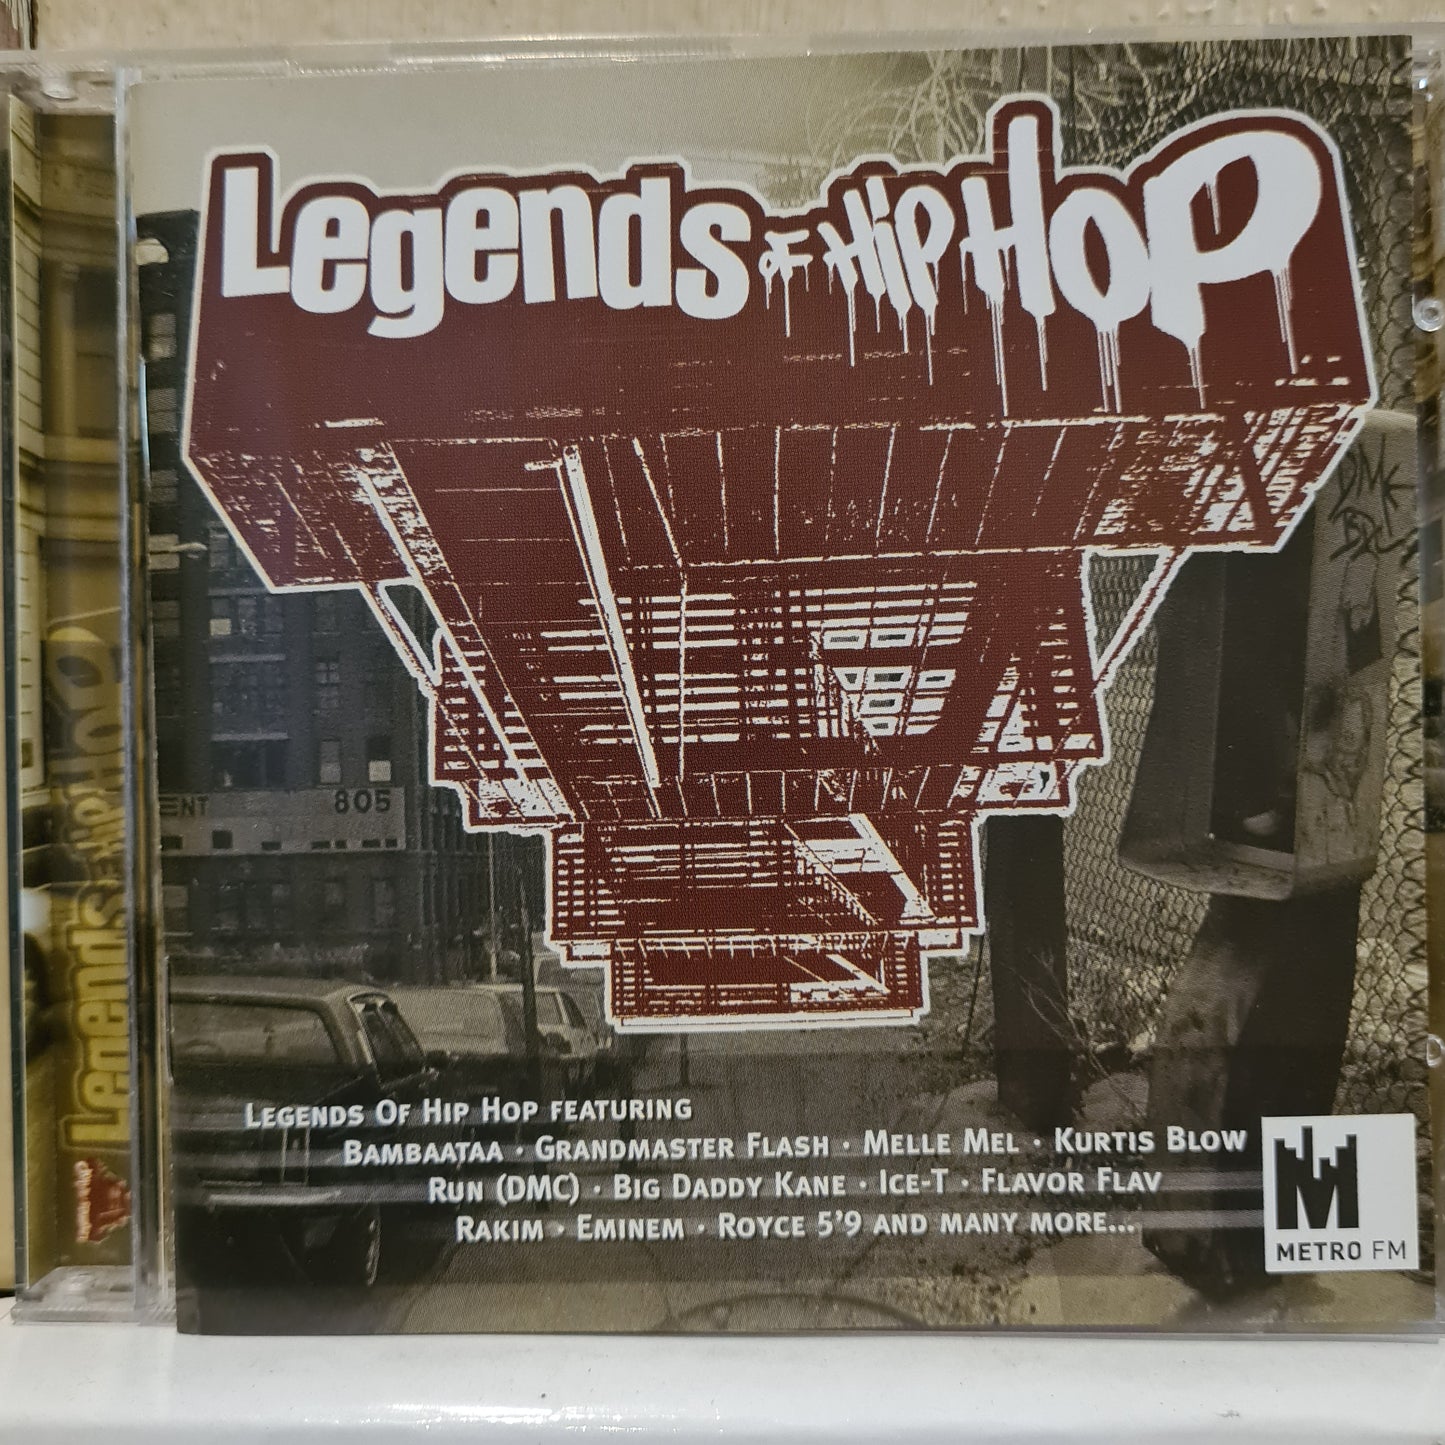 Legends OF HiP HOP
ENT 805
DMK
LEGENDS OF HIP HOP FEATURING
BAMBAATAA · GRANDMASTER FLASH · MELLE MEL · KURTIS BLOW
RUN (DMC) · BIG DADDY KANE · ICE-T · FLAVOR FLAV
RAKIM · EMINEM · ROYCE 5'9 AND MANY MORE...
METRO FM
Legends OF HiP HOP